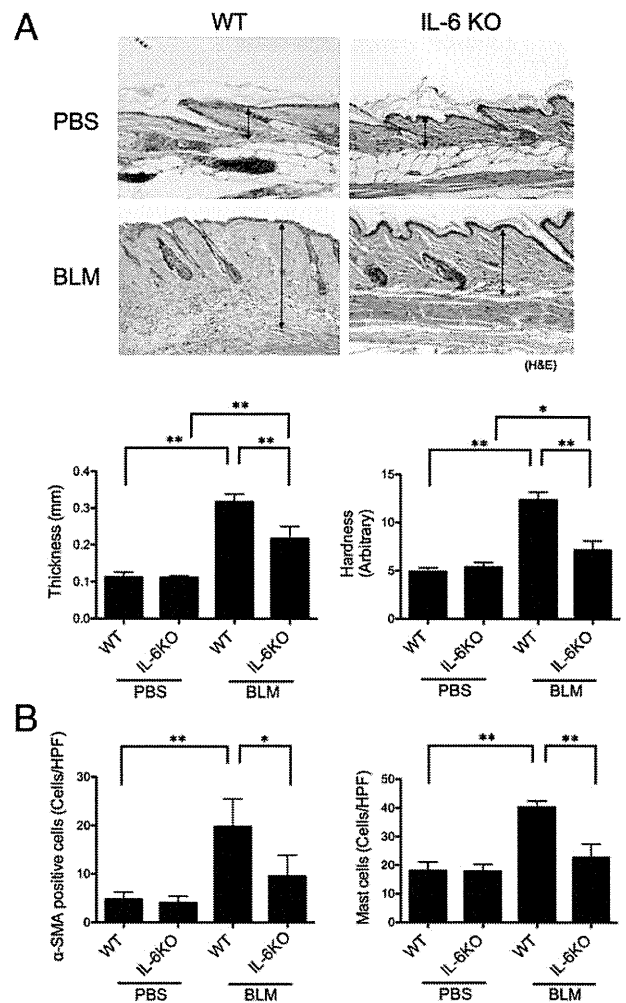 A
WT IL-6 KO
PBS
BLM
(H&E)
** **
** **
Thickness (mm)
0.4
0.3
0.2
0.1
0.0
WT IL-6KO WT IL-6KO
PBS BLM
*
** **
Hardness
(Arbitrary)
15
10
5
0
WT IL-6KO WT IL-6KO
PBS BLM
B
** *
α-SMA positive cells (Cells/HPF)
30
20
10
0
WT IL-6KO WT IL-6KO
PBS BLM
** **
Mast cells (Cells/HPF)
50
40
30
20
10
0
WT IL-6KO WT IL-6KO
PBS BLM